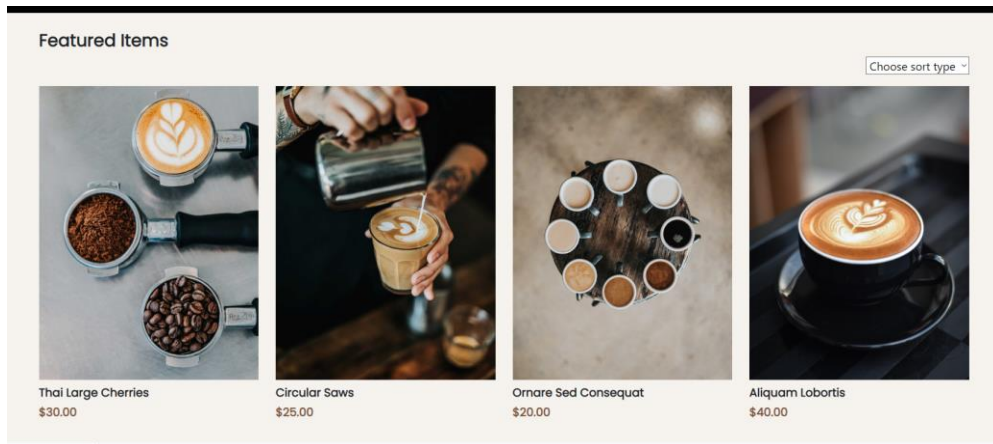 Featured Items
Choose sort type
Thai Large Cherries
$30.00
Circular Saws
$25.00
Ornare Sed Consequat
$20.00
Aliquam Lobortis
$40.00